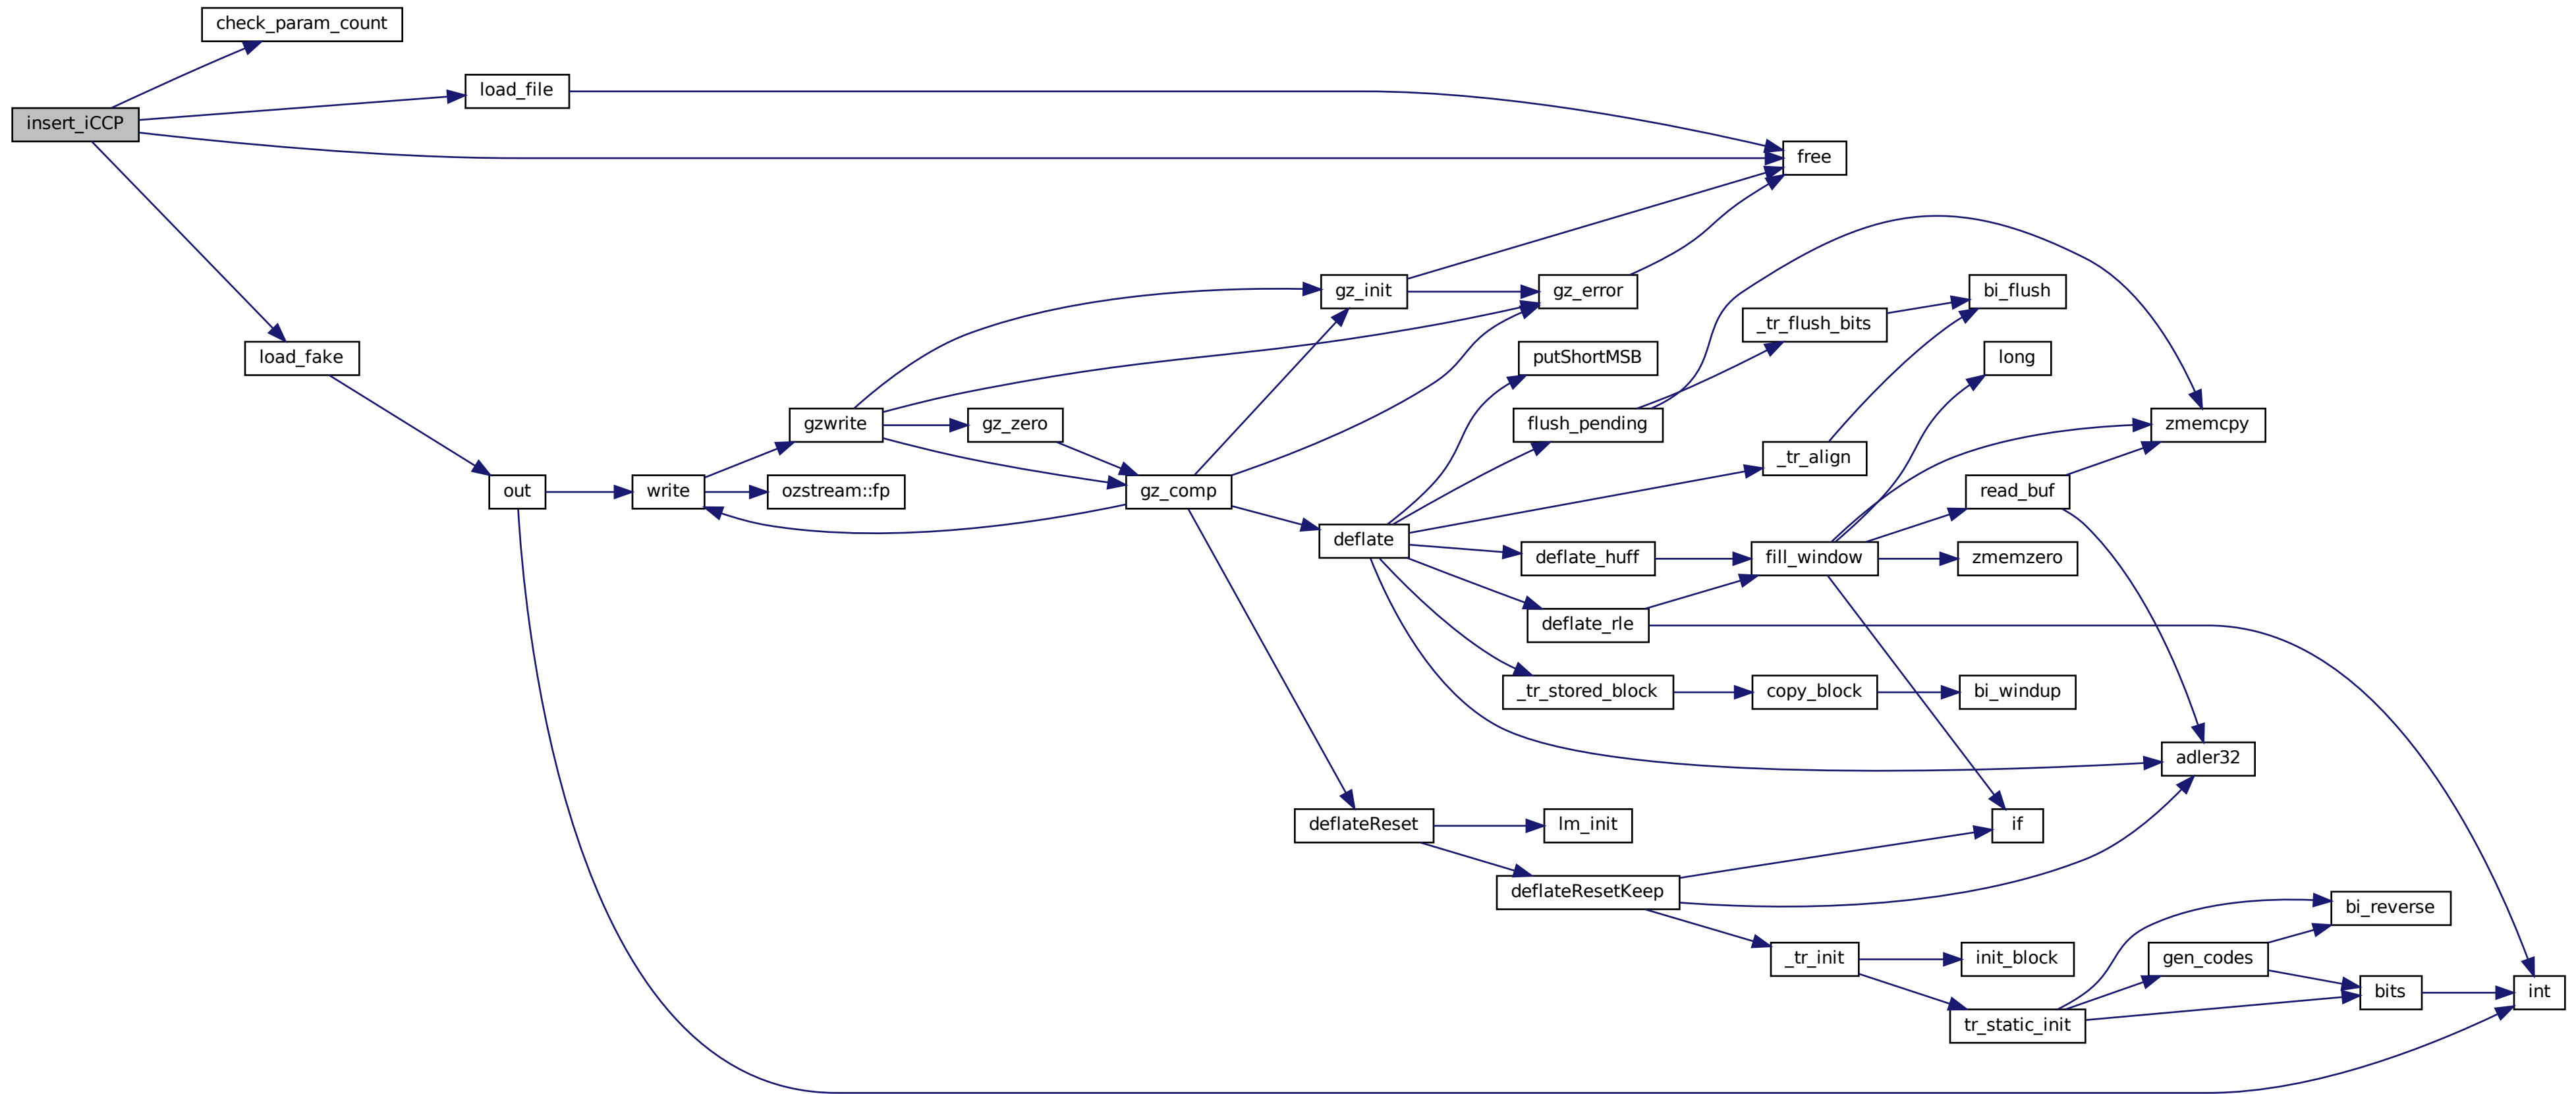 check_param_count
load_file
insert_iCCP
free
gz_init
gz_error
bi_flush
_tr_flush_bits
load_fake
putShortMSB
long
gzwrite
gz_zero
flush_pending
zmemcpy
_tr_align
out
write
ozstream::fp
gz_comp
read_buf
deflate
deflate_huff
fill_window
zmemzero
deflate_rle
_tr_stored_block
copy_block
bi_windup
adler32
deflateReset
lm_init
if
deflateResetKeep
bi_reverse
_tr_init
init_block
gen_codes
bits
int
tr_static_init